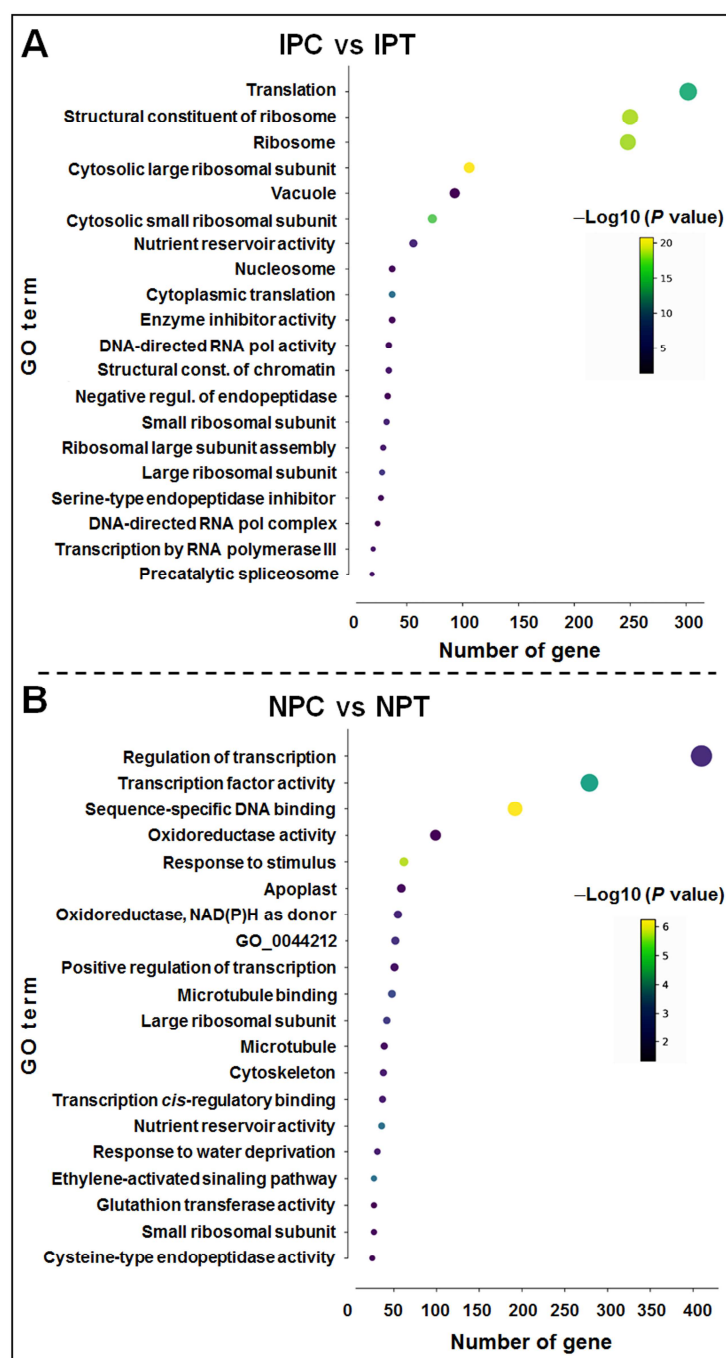 A
IPC vs IPT
Translation
Structural constituent of ribosome
Ribosome
Cytosolic large ribosomal subunit
Vacuole
Cytosolic small ribosomal subunit
Nutrient reservoir activity
Nucleosome
Cytoplasmic translation
Enzyme inhibitor activity
DNA-directed RNA pol activity
Structural const. of chromatin
Negative regul. of endopeptidase
Small ribosomal subunit
Ribosomal large subunit assembly
Large ribosomal subunit
Serine-type endopeptidase inhibitor
DNA-directed RNA pol complex
Transcription by RNA polymerase III
Precatalytic spliceosome
GO term
−Log10 (P value)
20
15
10
5
0 50 100 150 200 250 300
Number of gene
B
NPC vs NPT
Regulation of transcription
Transcription factor activity
Sequence-specific DNA binding
Oxidoreductase activity
Response to stimulus
Apoplast
Oxidoreductase, NAD(P)H as donor
GO_0044212
Positive regulation of transcription
Microtubule binding
Large ribosomal subunit
Microtubule
Cytoskeleton
Transcription cis-regulatory binding
Nutrient reservoir activity
Response to water deprivation
Ethylene-activated sinaling pathway
Glutathion transferase activity
Small ribosomal subunit
Cysteine-type endopeptidase activity
GO term
−Log10 (P value)
6
5
4
3
2
0 50 100 150 200 250 300 350 400
Number of gene